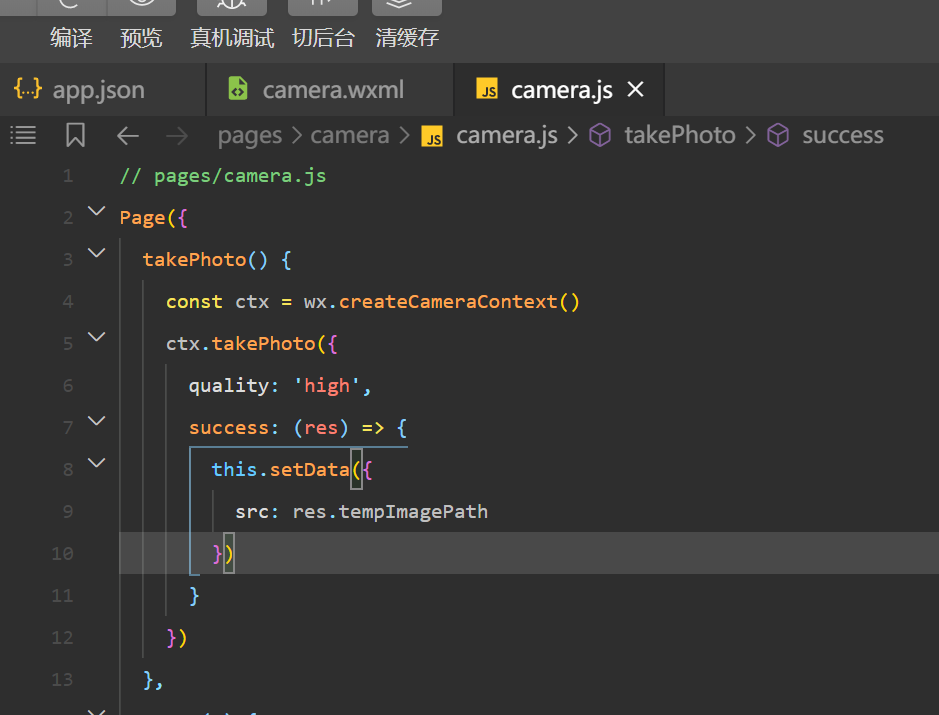 编译 预览 真机调试 切后台 清缓存
app.json camera.wxml camera.js
pages > camera > camera.js > takePhoto > success
1 // pages/camera.js
2 Page({
3 takePhoto() {
4 const ctx = wx.createCameraContext()
5 ctx.takePhoto({
6 quality: 'high',
7 success: (res) => {
8 this.setData({
9 src: res.tempImagePath
10 })
11 }
12 })
13 },